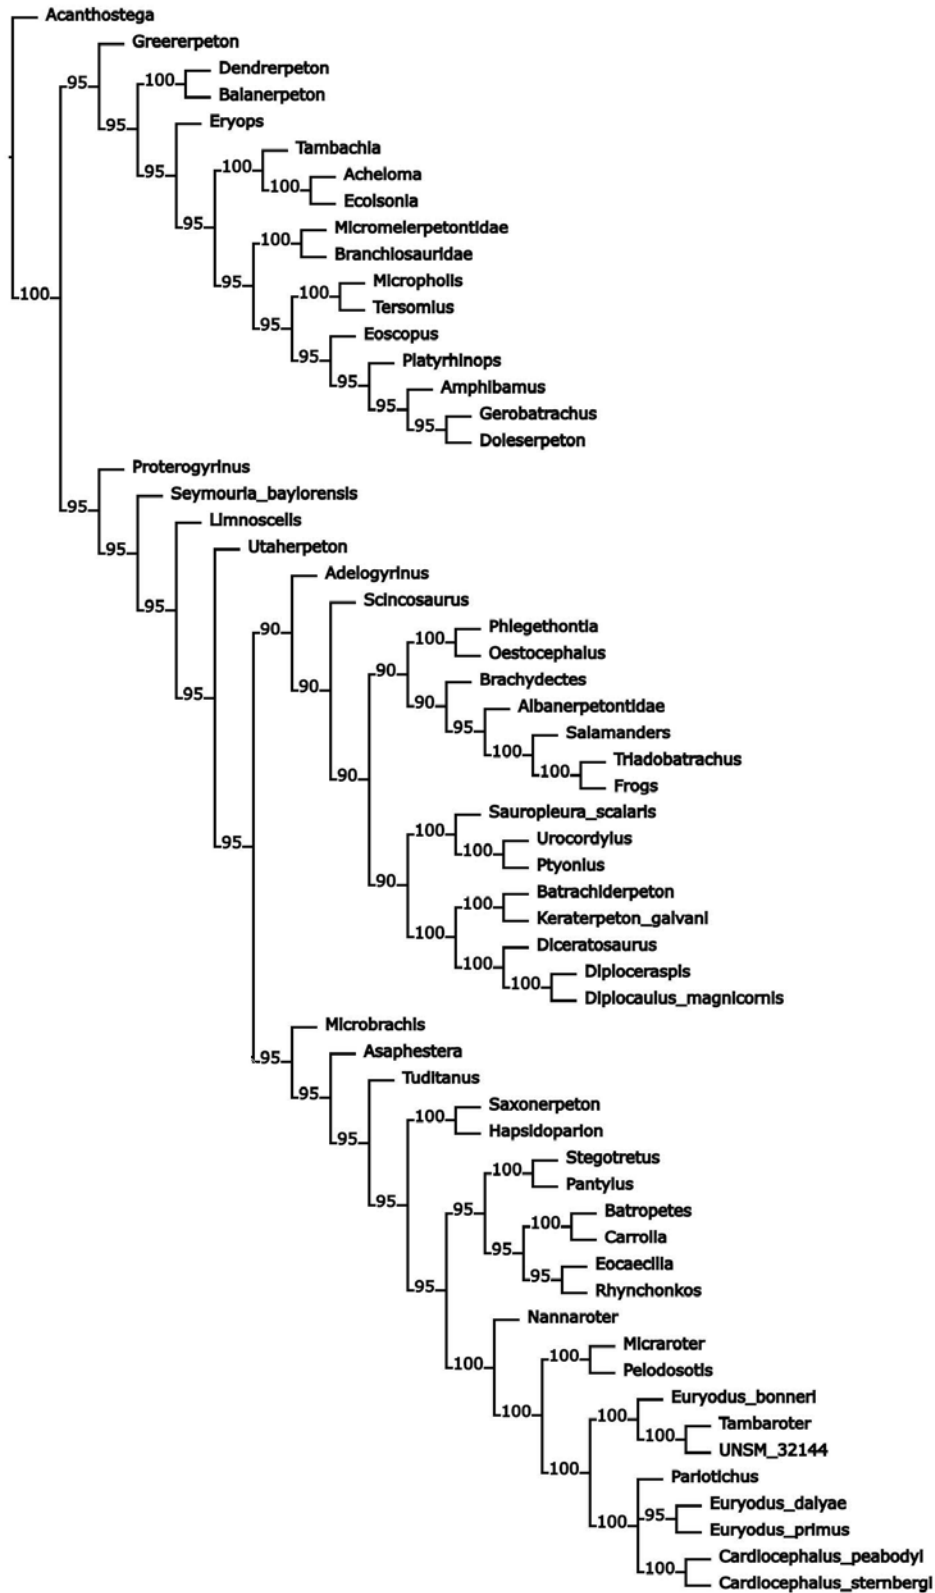 Acanthostega
Greererpeton
Dendrerpeton
95 100
Balanerpeton
Eryops
95
Tambachia
100
95 Acheloma
100
Ecolsonia
95
Micromelerpetontidae
100
Branchiosauridae
Micropholis
95
100 100
Tersomius
95
Eoscopus
95 Platyrhinops
95
Amphibamus
95
Gerobatrachus
95
Doleserpeton
Proterogyrinus
Seymouria_baylorensis
95
Limnoscelis
Utaherpeton
95
Adelogyrinus
Scincosaurus
95
Phlegethontia
90 100
Oestocephalus
90
Brachydectes
90
95
90
Albanerpetontidae
95
Salamanders
100
Triadobatrachus
90 100
Frogs
Sauropleura_scalaris
100
Urocordylus
95
100
Ptyonius
90
Batrachiderpeton
100
Keraterpeton_galvani
100
Diceratosaurus
100
Diploceraspis
100
Diplocaulus_magnicornis
Microbrachis
Asaphestera
95
Tuditanus
95
Saxonerpeton
100
Hapsidoparion
95
Stegotretus
100
Pantylus
95
95 Batropetes
100
Carrolla
95
Eocaecilia
95
95 Rhynchonkos
Nannaroter
Micraroter
100
100
Pelodosotis
Euryodus_bonneri
100 100
Tambaroter
100
UNSM_32144
100
Pariotichus
Euryodus_dalyae
95
100
Euryodus_primus
Cardiocephalus_peabodyi
100
Cardiocephalus_sternbergi